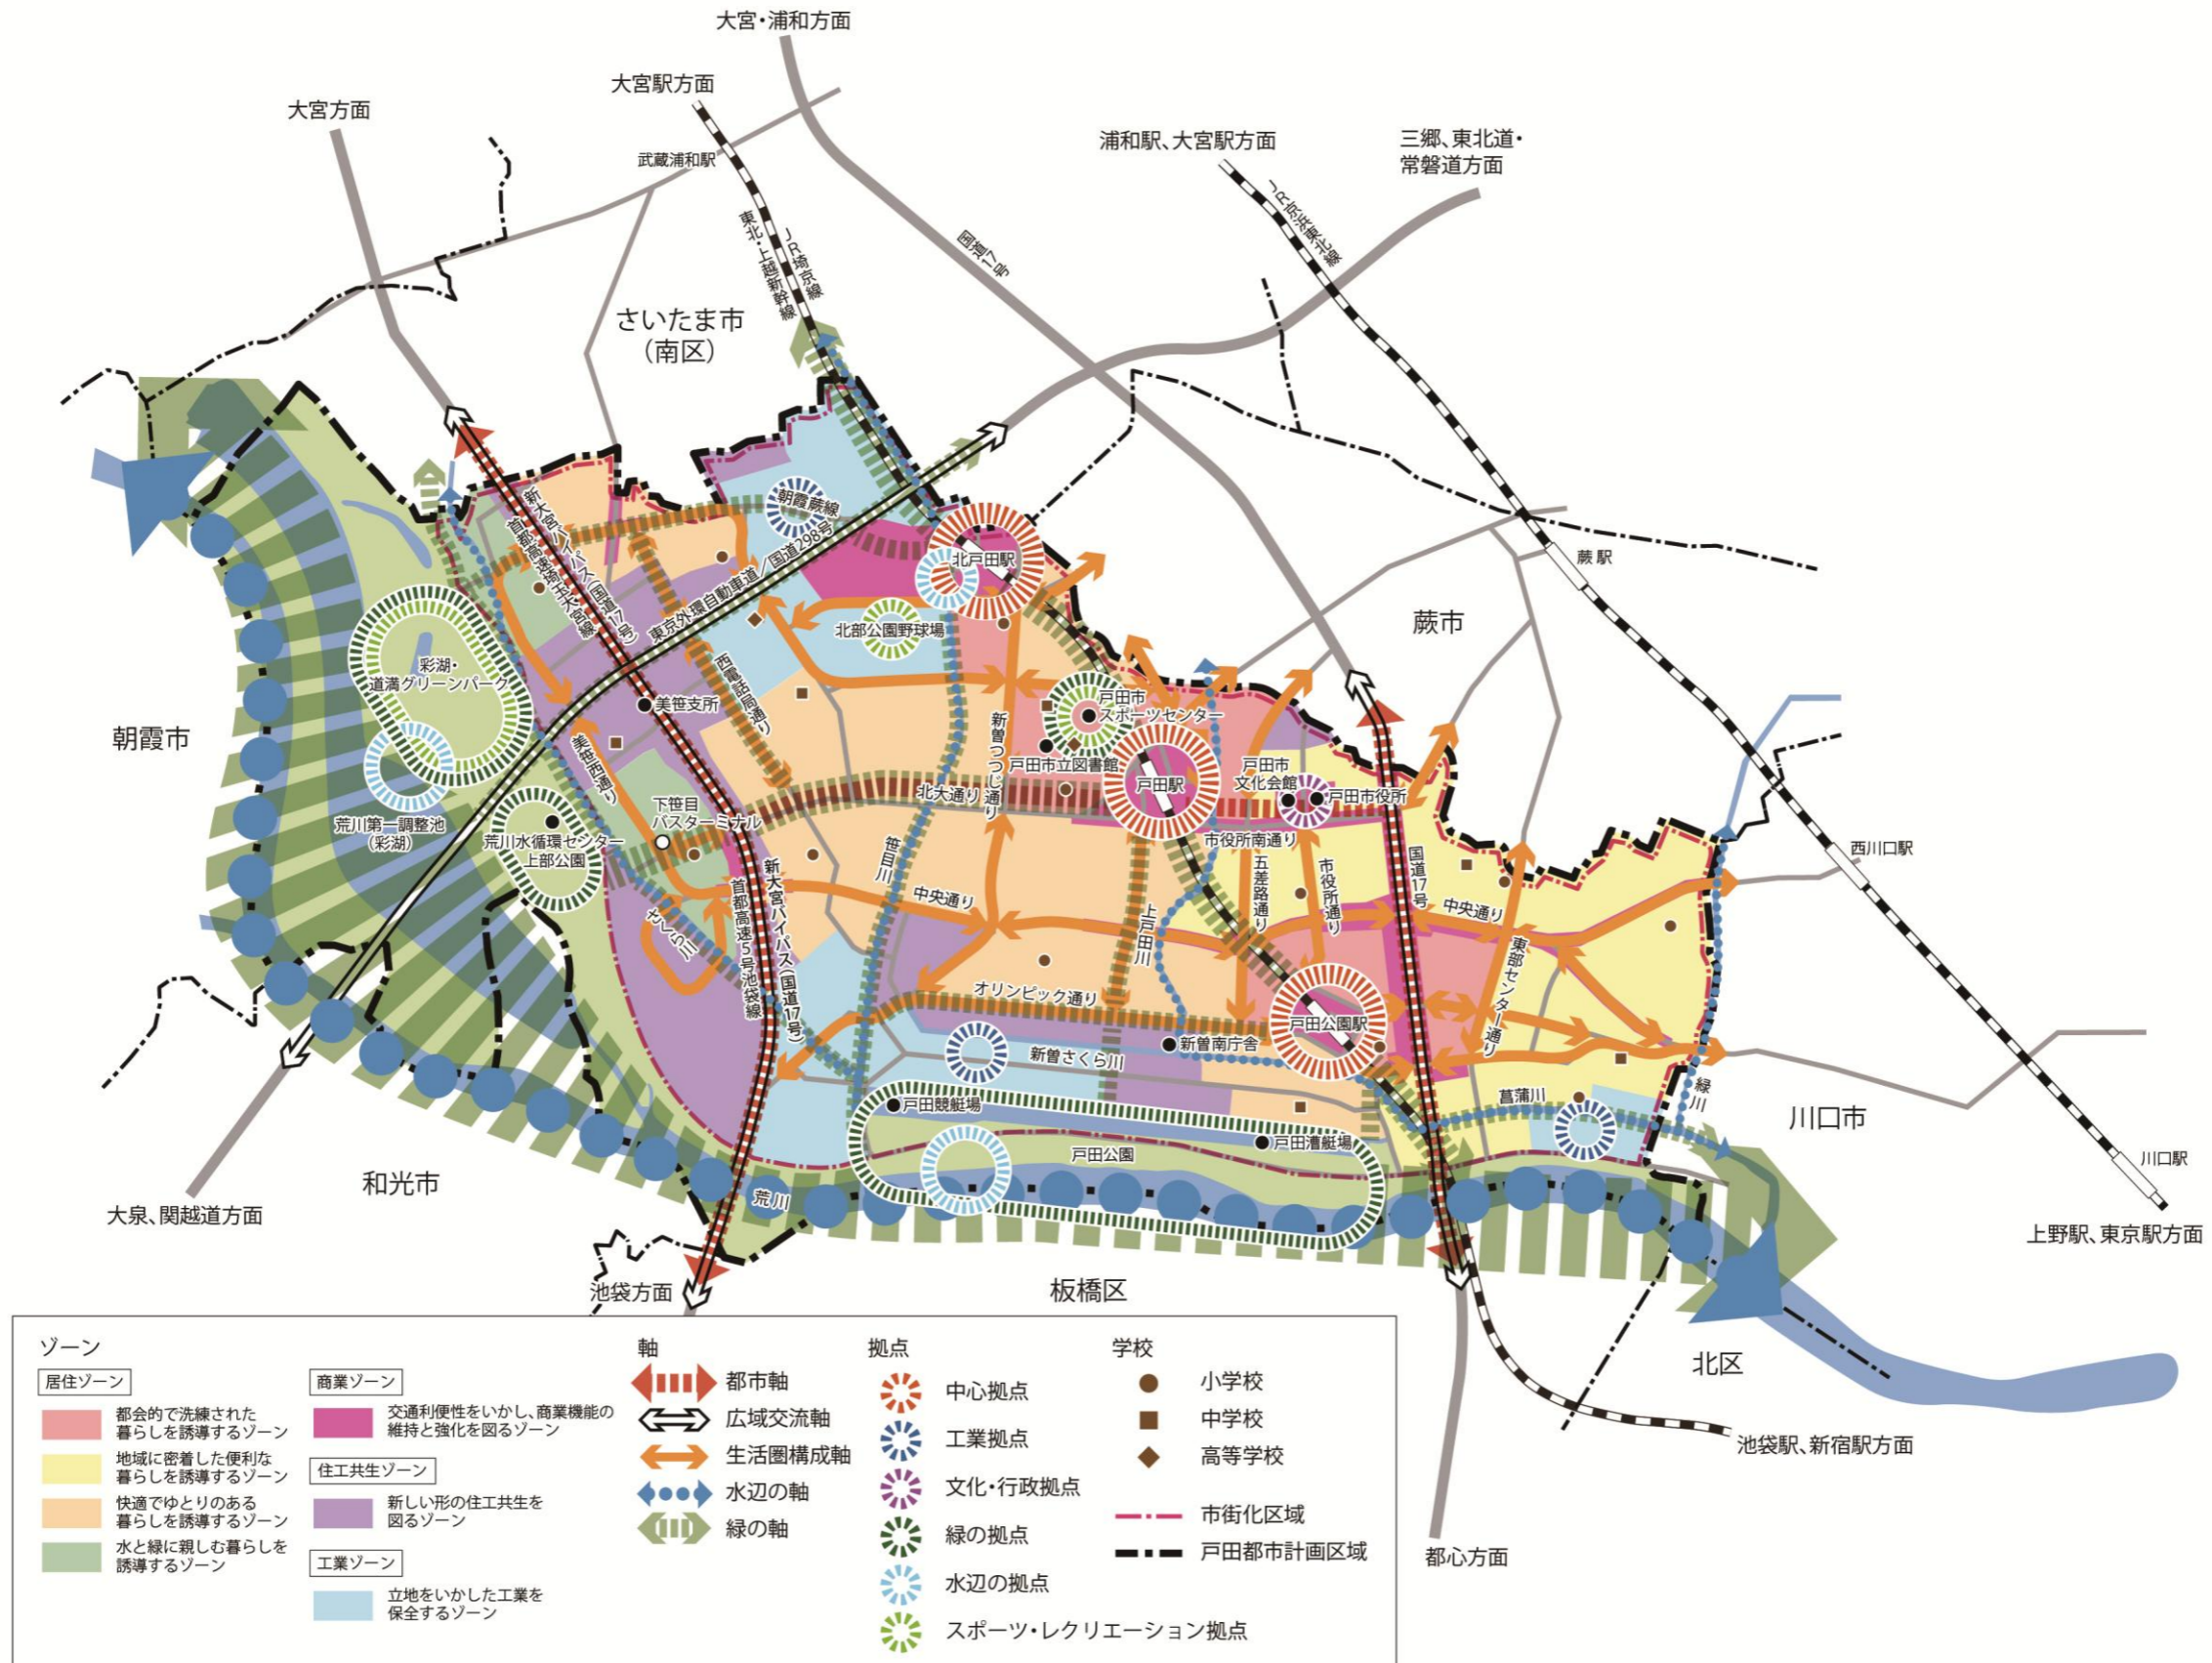 大宮・浦和方面
大宮駅方面
大宮方面
武蔵浦和駅
浦和駅、大宮駅方面
三郷、東北道・
常磐道方面
JR京浜東北線
国道17号
JR埼京線
東北・上越新幹線
さいたま市
（南区）
新大宮バイパス(国道17号)
首都高速埼玉大宮線
朝霞蕨線
東京外環自動車道／国道298号
北戸田駅
蕨駅
蕨市
北部公園野球場
彩湖・
道満グリーンパーク
西電話局通り
美笹支所
戸田市
スポーツセンター
新曽つつじ通り
朝霞市
美笹西通り
戸田市立図書館
戸田駅
戸田市
文化会館
戸田市役所
北大通り
下笹目
バスターミナル
荒川第一調整池
（彩湖）
荒川水循環センター
上部公園
市役所南通り
西川口駅
笹目川
五差路通り
市役所通り
国道17号
新大宮バイパス(国道17号)
首都高速5号池袋線
中央通り
中央通り
さくら川
上戸田川
東部センター通り
オリンピック通り
戸田公園駅
新曽南庁舎
新曽さくら川
戸田競艇場
菖蒲川
緑川
川口市
戸田漕艇場
戸田公園
川口駅
和光市
荒川
大泉、関越道方面
上野駅、東京駅方面
池袋方面
板橋区
北区
池袋駅、新宿駅方面
都心方面
ゾーン
居住ゾーン
都会的で洗練された
暮らしを誘導するゾーン
地域に密着した便利な
暮らしを誘導するゾーン
快適でゆとりのある
暮らしを誘導するゾーン
水と緑に親しむ暮らしを
誘導するゾーン
商業ゾーン
交通利便性をいかし、商業機能の
維持と強化を図るゾーン
住工共生ゾーン
新しい形の住工共生を
図るゾーン
工業ゾーン
立地をいかした工業を
保全するゾーン
軸
都市軸
広域交流軸
生活圏構成軸
水辺の軸
緑の軸
拠点
中心拠点
工業拠点
文化・行政拠点
緑の拠点
水辺の拠点
スポーツ・レクリエーション拠点
学校
小学校
中学校
高等学校
市街化区域
戸田都市計画区域